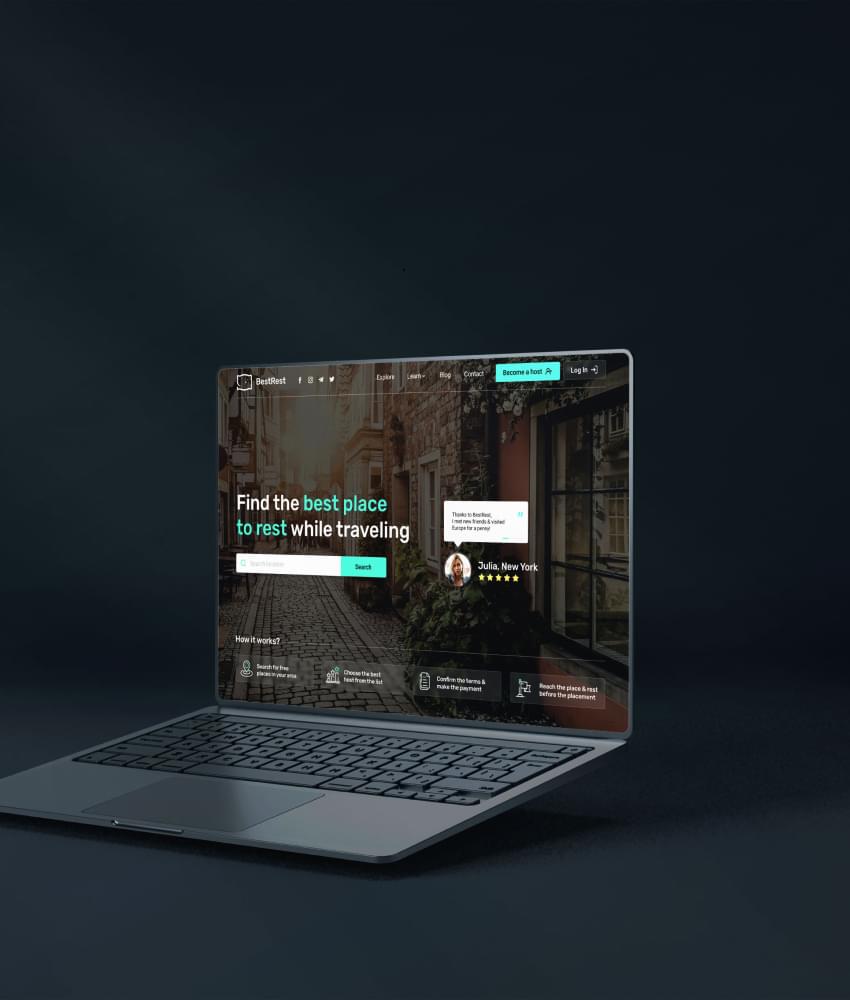 BestRest
Explore
Learn
Blog
Contact
Become a host
Log In
Find the best place
to rest while traveling
Search location
Search
Thanks to BestRest,
I met new friends & visited
Europe for a penny!
Julia, New York
How it works?
Search for free
places in your area
Choose the best
host from the list
Confirm the terms &
make the payment
Reach the place & rest
before the placement